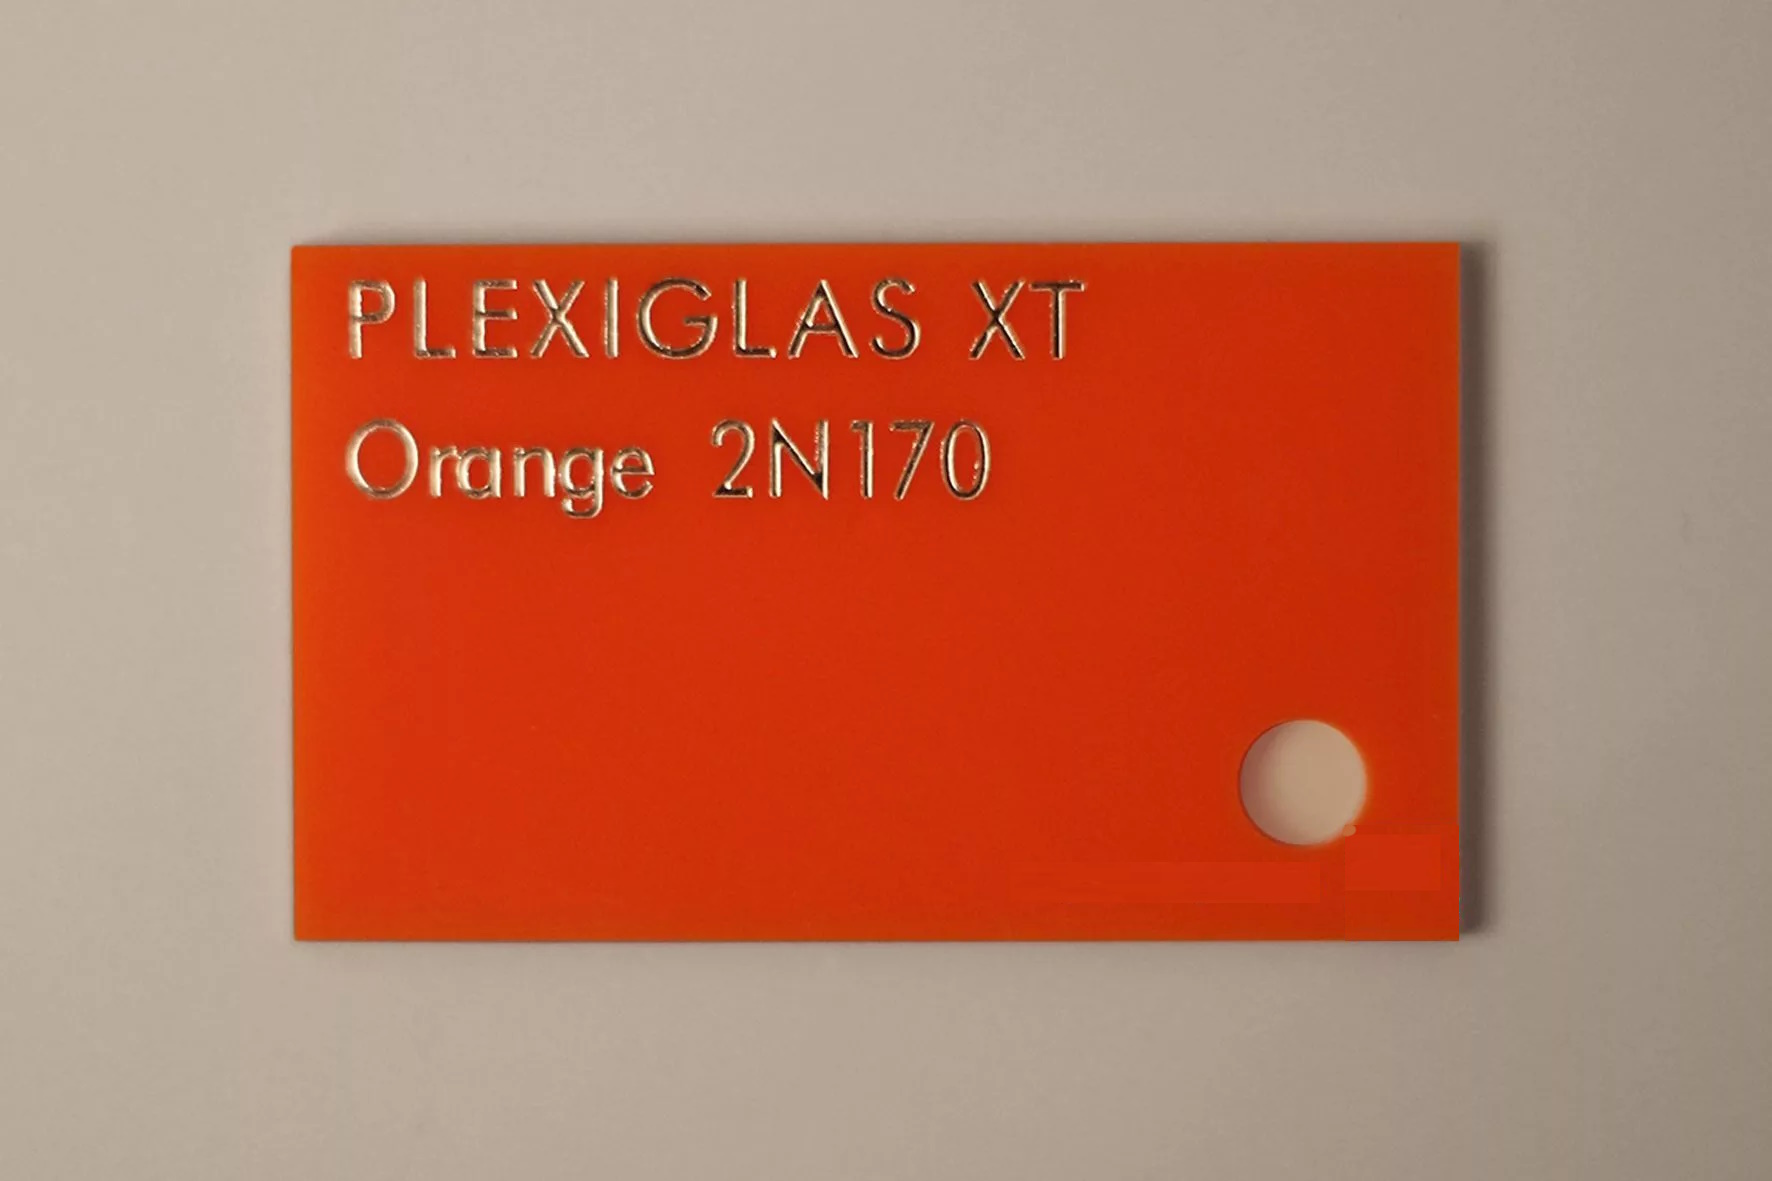 PLEXIGLAS XT
Orange 2N170